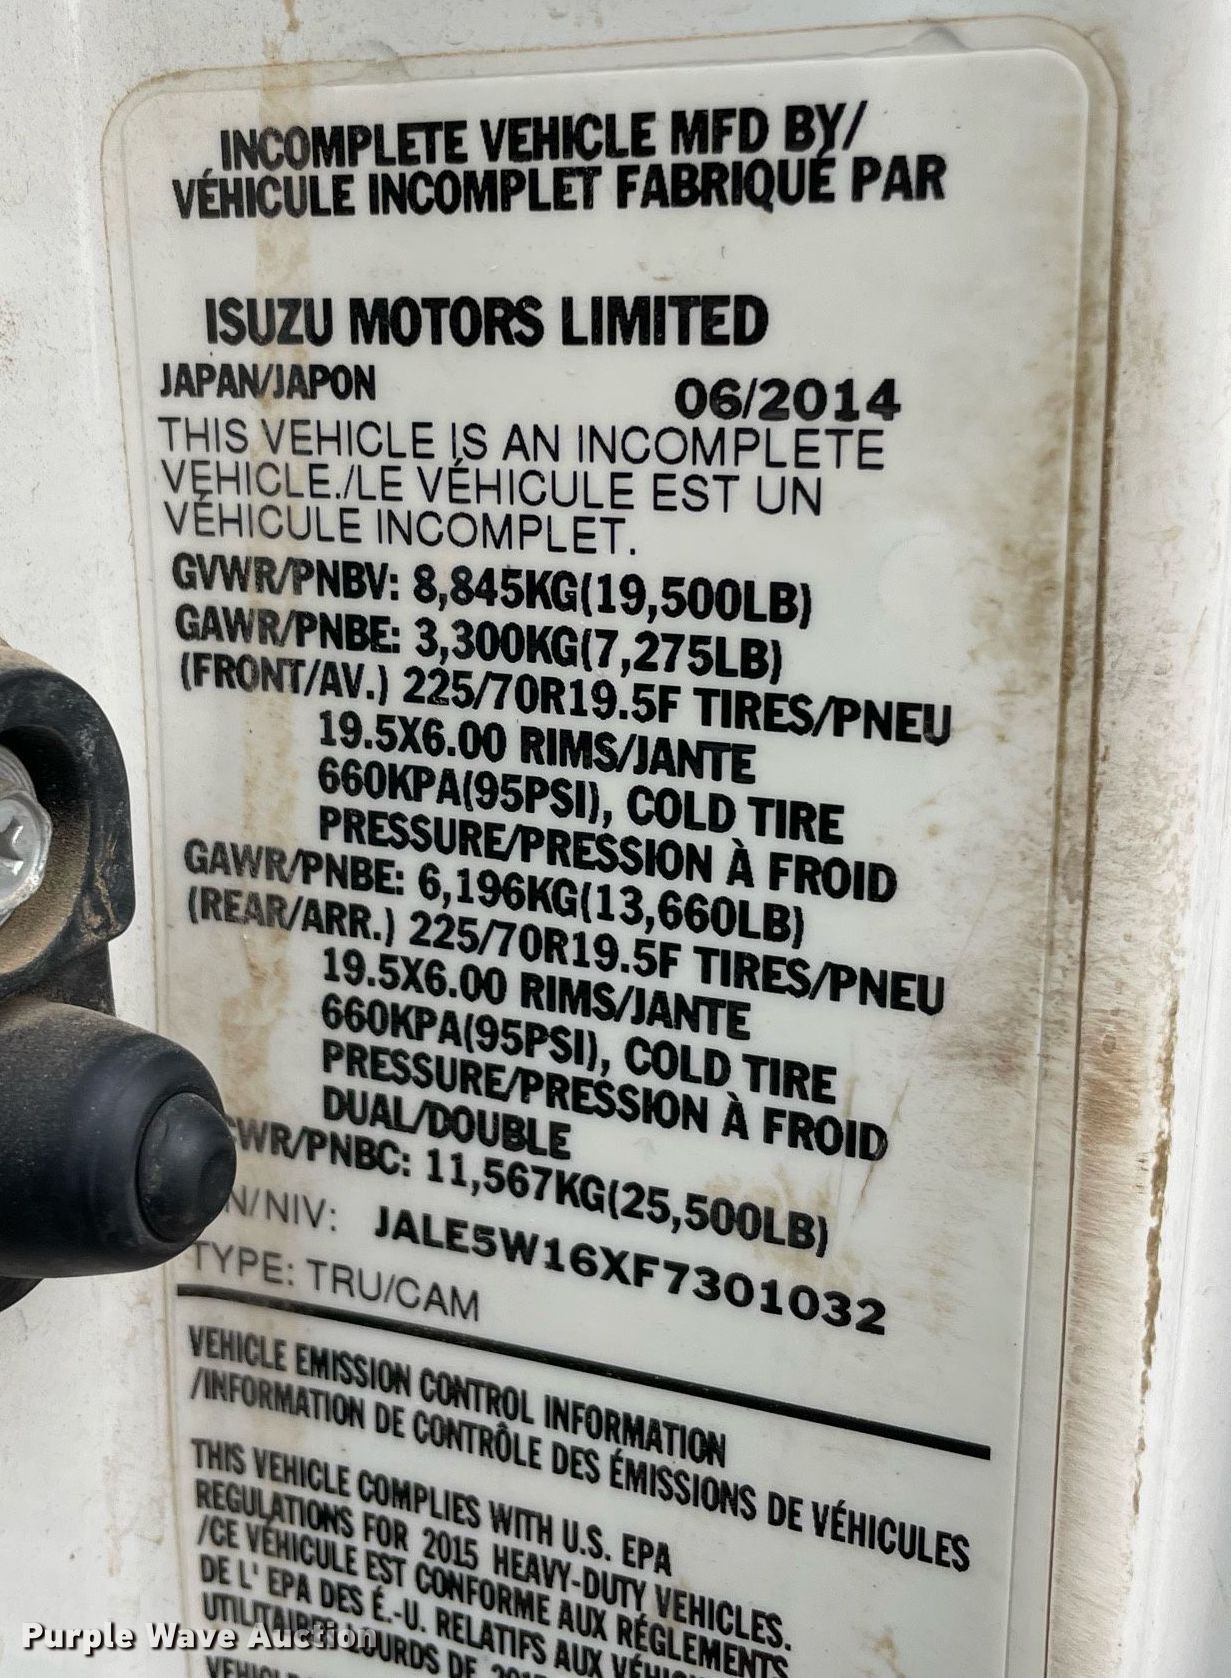 INCOMPLETE VEHICLE MFD BY/
VÉHICULE INCOMPLET FABRIQUÉ PAR
ISUZU MOTORS LIMITED
JAPAN/JAPON 06/2014
THIS VEHICLE IS AN INCOMPLETE
VEHICLE./LE VÉHICULE EST UN
VÉHICULE INCOMPLET.
GVWR/PNBV: 8,845KG(19,500LB)
GAWR/PNBE: 3,300KG(7,275LB)
(FRONT/AV.) 225/70R19.5F TIRES/PNEU
19.5X6.00 RIMS/JANTE
660KPA(95PSI), COLD TIRE
PRESSURE/PRESSION À FROID
GAWR/PNBE: 6,196KG(13,660LB)
(REAR/ARR.) 225/70R19.5F TIRES/PNEU
19.5X6.00 RIMS/JANTE
660KPA(95PSI), COLD TIRE
PRESSURE/PRESSION À FROID
DUAL/DOUBLE
WR/PNBC: 11,567KG(25,500LB)
N/NIV: JALE5W16XF7301032
TYPE: TRU/CAM
VEHICLE EMISSION CONTROL INFORMATION
/INFORMATION DE CONTRÔLE DES ÉMISSIONS DE VÉHICULES
THIS VEHICLE COMPLIES WITH U.S. EPA
REGULATIONS FOR 2015 HEAVY-DUTY VEHICLES.
/CE VÉHICULE EST CONFORME AUX RÉGLEMENTS
DE L' EPA DES É.-U. RELATIFS AUX
UTILITAIRES LOURDS DE
Purple Wave Auction